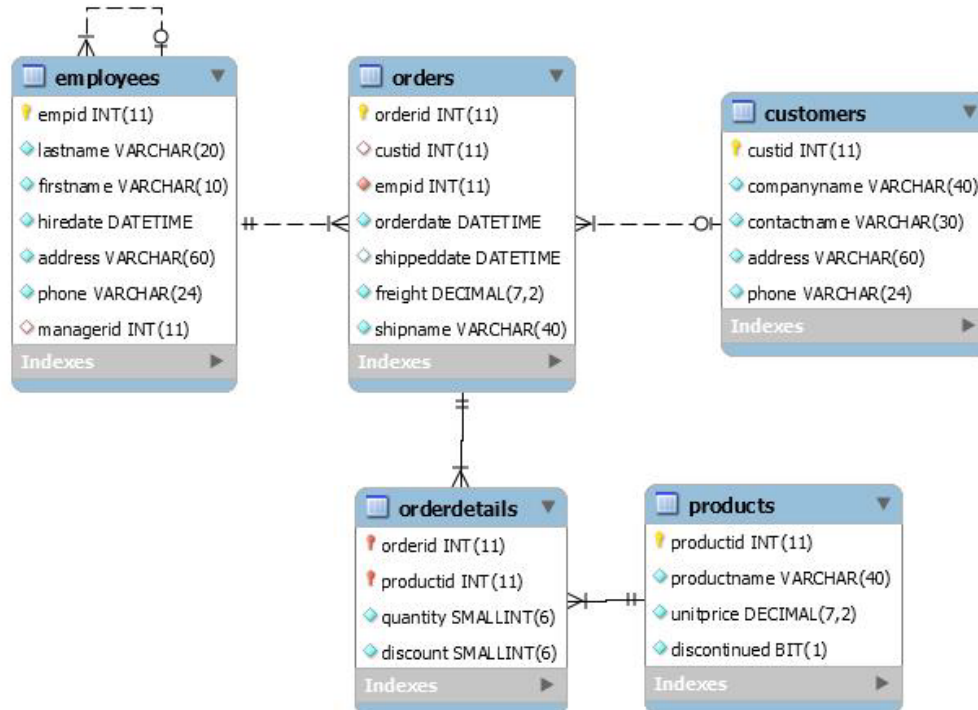 employees
empid INT(11)
lastname VARCHAR(20)
firstname VARCHAR(10)
hiredate DATETIME
address VARCHAR(60)
phone VARCHAR(24)
managerid INT(11)
Indexes
orders
orderid INT(11)
custid INT(11)
empid INT(11)
orderdate DATETIME
shippeddate DATETIME
freight DECIMAL(7,2)
shipname VARCHAR(40)
Indexes
customers
custid INT(11)
companyname VARCHAR(40)
contactname VARCHAR(30)
address VARCHAR(60)
phone VARCHAR(24)
Indexes
orderdetails
orderid INT(11)
productid INT(11)
quantity SMALLINT(6)
discount SMALLINT(6)
Indexes
products
productid INT(11)
productname VARCHAR(40)
unitprice DECIMAL(7,2)
discontinued BIT(1)
Indexes